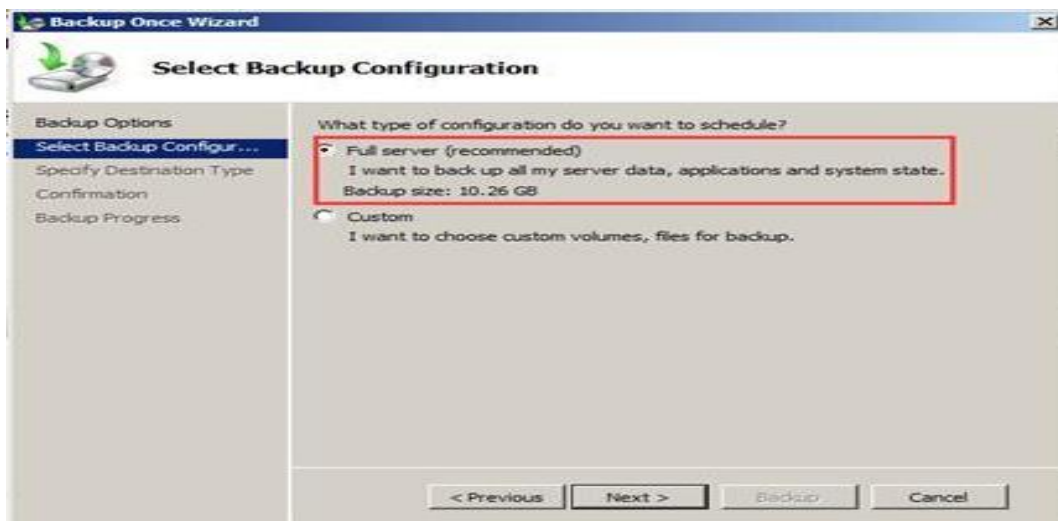 Backup Once Wizard
Select Backup Configuration
Backup Options
Select Backup Configur...
Specify Destination Type
Confirmation
Backup Progress
What type of configuration do you want to schedule?
Full server (recommended)
I want to back up all my server data, applications and system state.
Backup size: 10.26 GB
Custom
I want to choose custom volumes, files for backup.
< Previous
Next >
Backup
Cancel